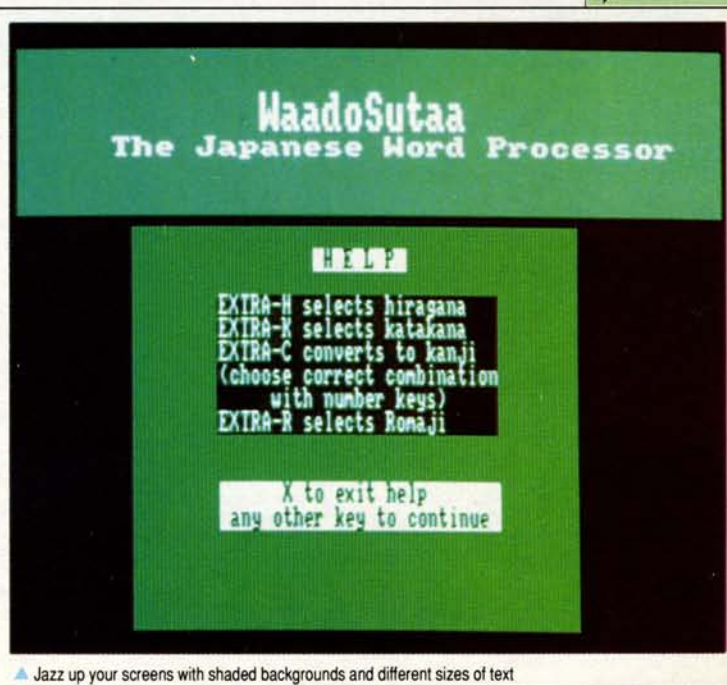 WaadoSutaa
The Japanese Word Processor
HELP
EXTRA-H selects hiragana
EXTRA-K selects katakana
EXTRA-C converts to kanji
(choose correct combination
with number keys)
EXTRA-R selects Romaji
X to exit help
any other key to continue
Jazz up your screens with shaded backgrounds and different sizes of text